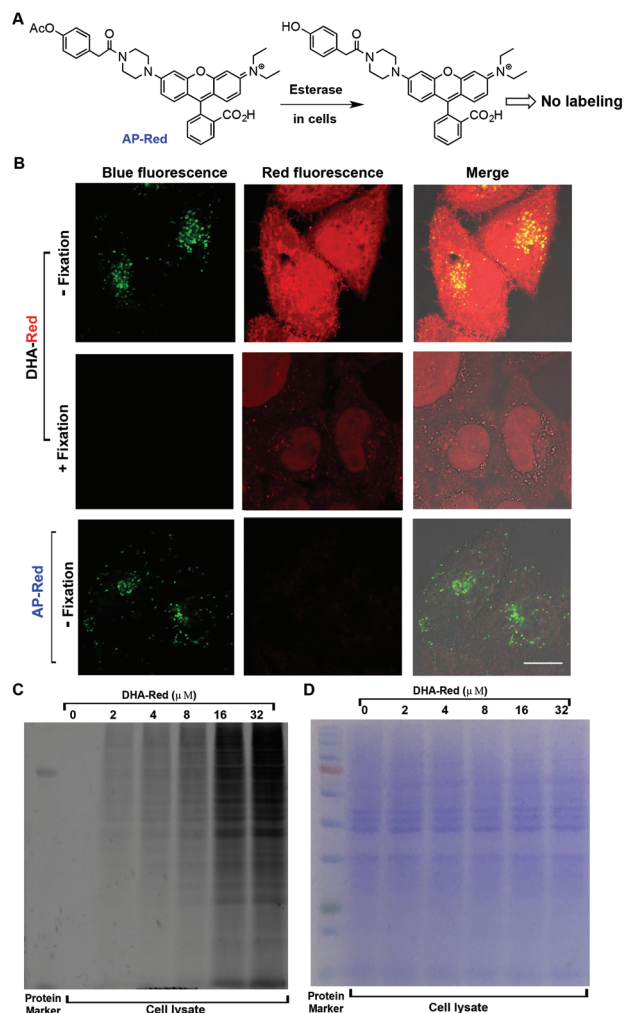 A
AcO
O
N
N
O
N
⊕
CO₂H
AP-Red
Esterase
in cells
HO
O
N
N
O
N
⊕
CO₂H
No labeling
B
Blue fluorescence
Red fluorescence
Merge
DHA-Red
- Fixation
+ Fixation
AP-Red
- Fixation
C
DHA-Red (μ M)
0 2 4 8 16 32
Protein
Marker
Cell lysate
D
DHA-Red (μ M)
0 2 4 8 16 32
Protein
Marker
Cell lysate